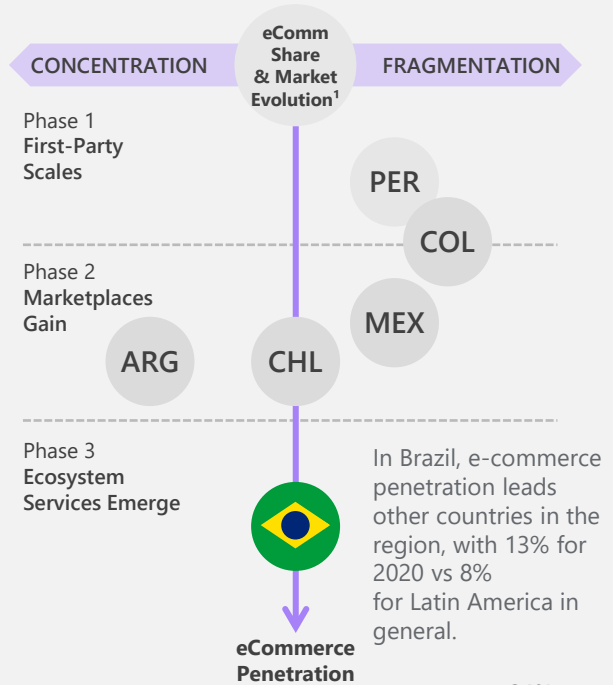 eComm
Share
& Market
Evolution¹
CONCENTRATION
FRAGMENTATION
Phase 1
First-Party
Scales
PER
COL
Phase 2
Marketplaces
Gain
MEX
ARG
CHL
Phase 3
Ecosystem
Services Emerge
In Brazil, e-commerce
penetration leads
other countries in the
region, with 13% for
2020 vs 8%
for Latin America in
general.
eCommerce
Penetration